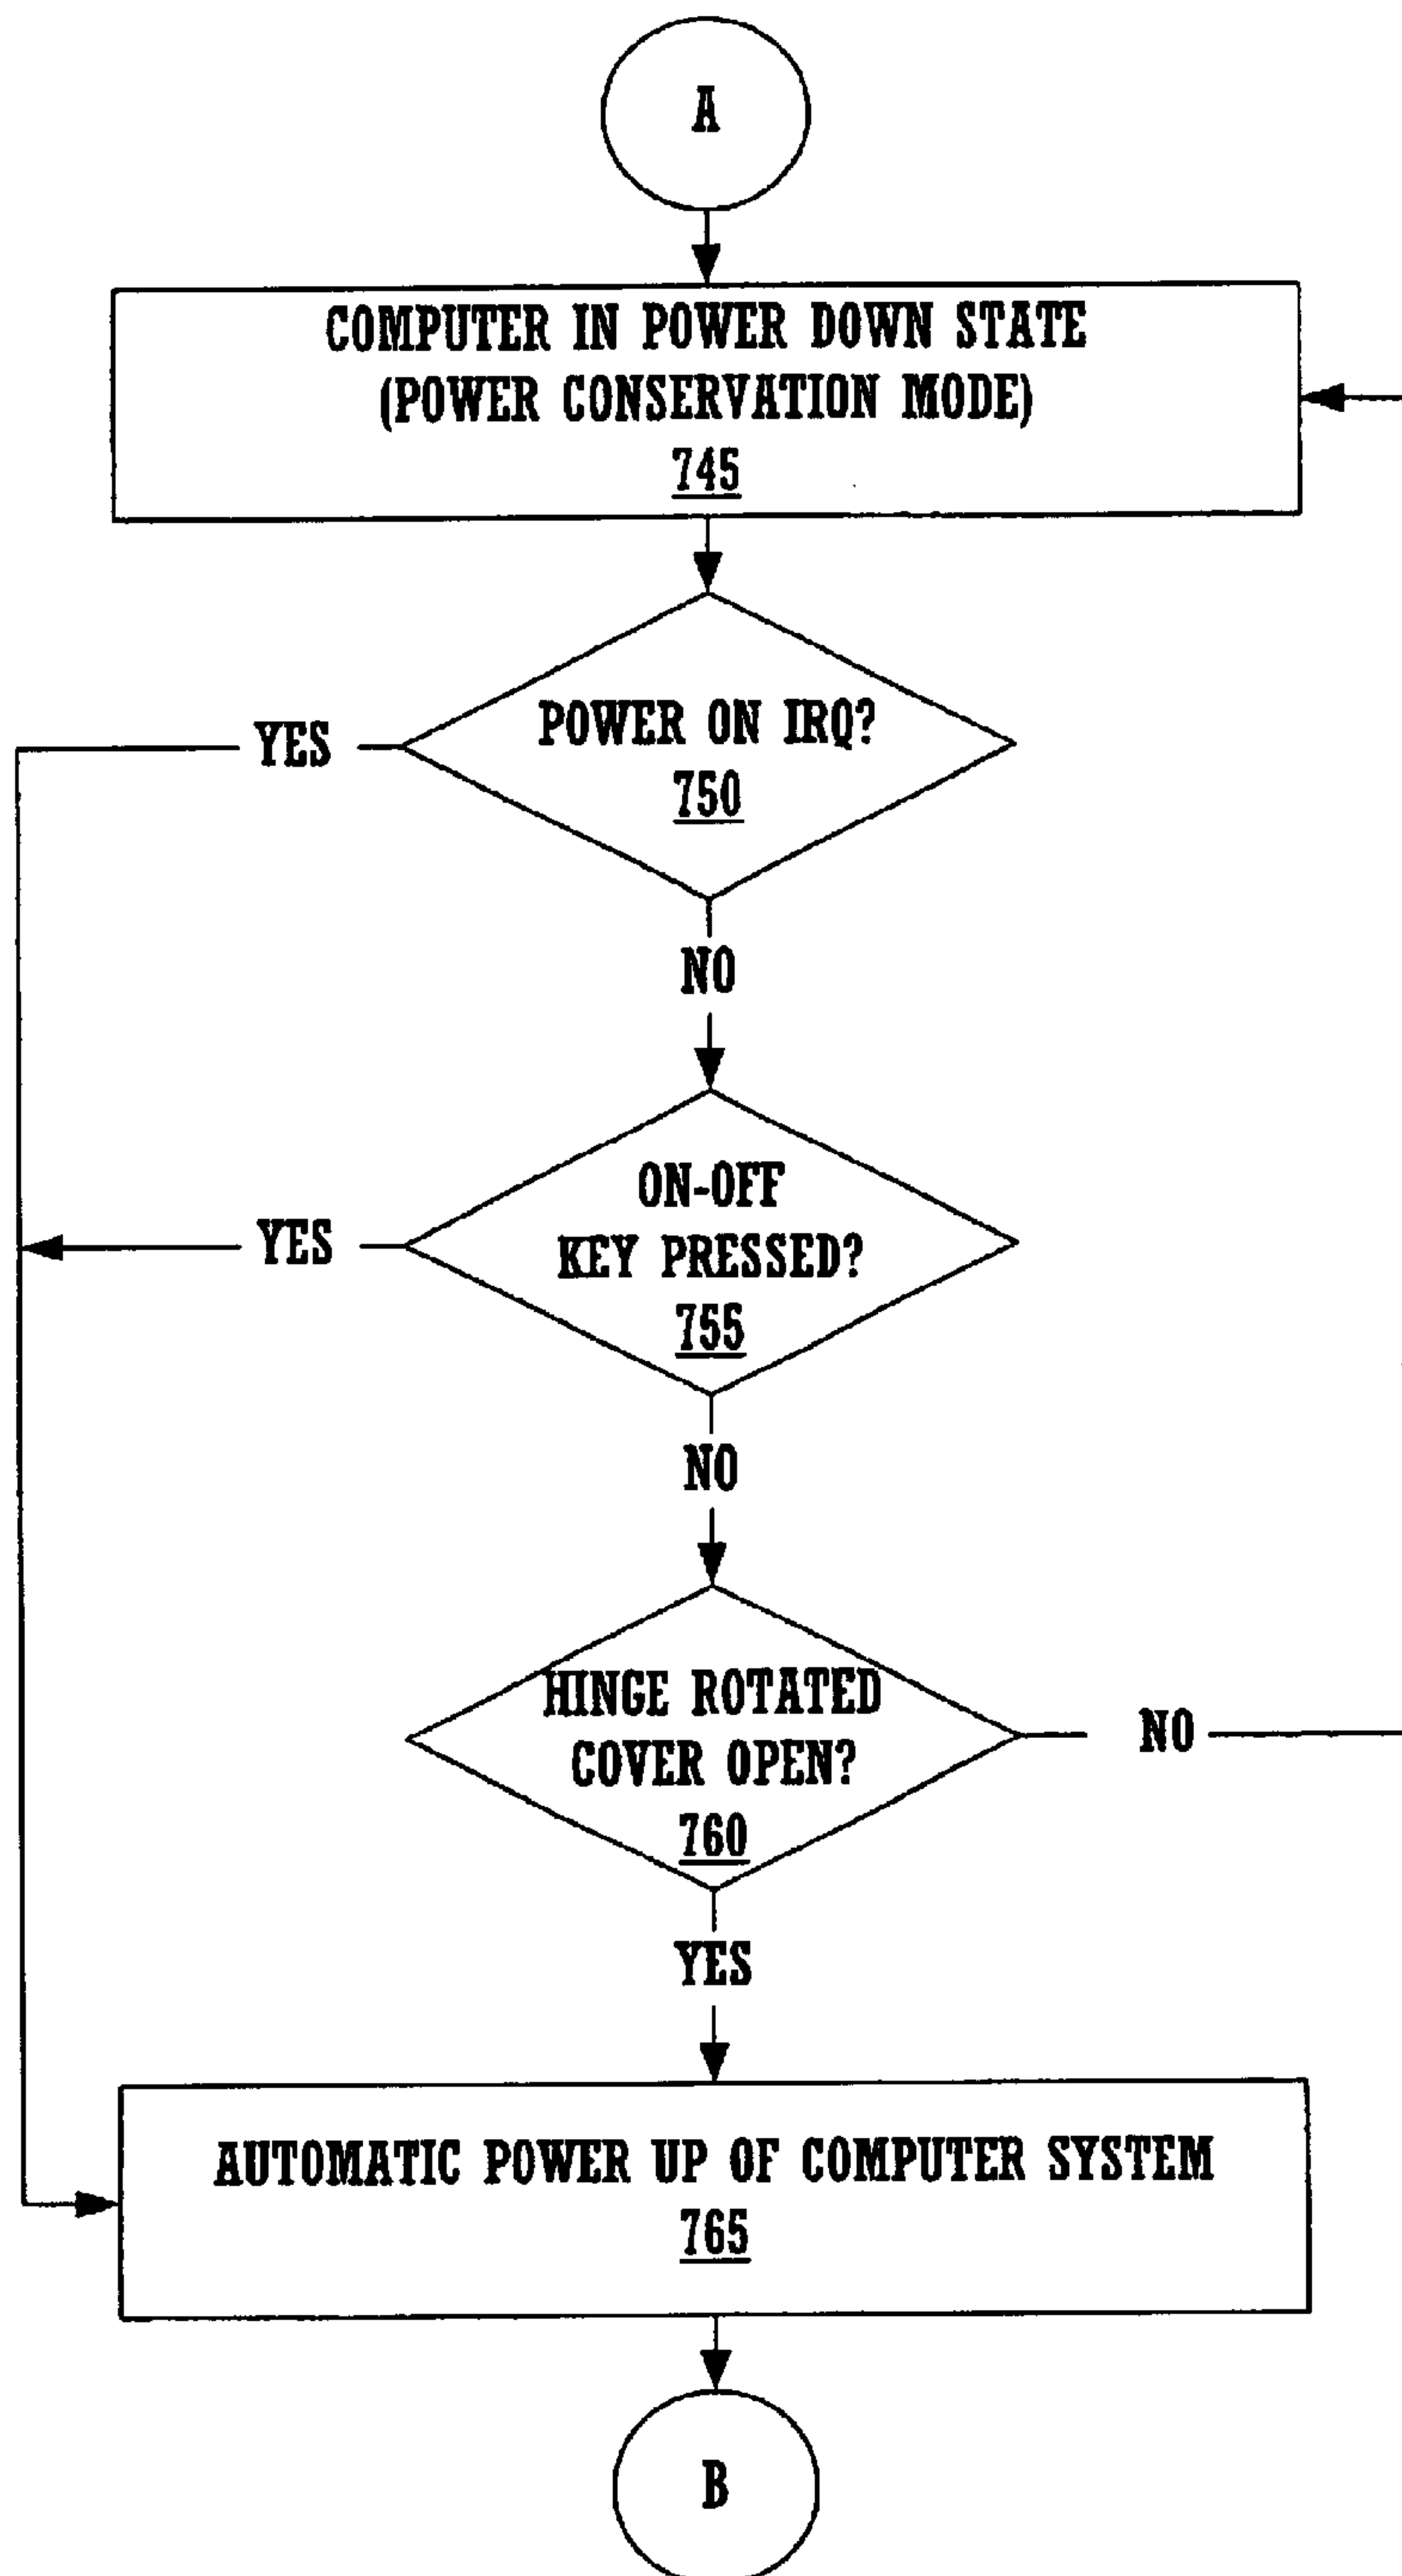 A
COMPUTER IN POWER DOWN STATE
(POWER CONSERVATION MODE)
745
POWER ON IRQ?
750
YES
NO
ON-OFF
KEY PRESSED?
755
YES
NO
HINGE ROTATED
COVER OPEN?
760
NO
YES
AUTOMATIC POWER UP OF COMPUTER SYSTEM
765
B